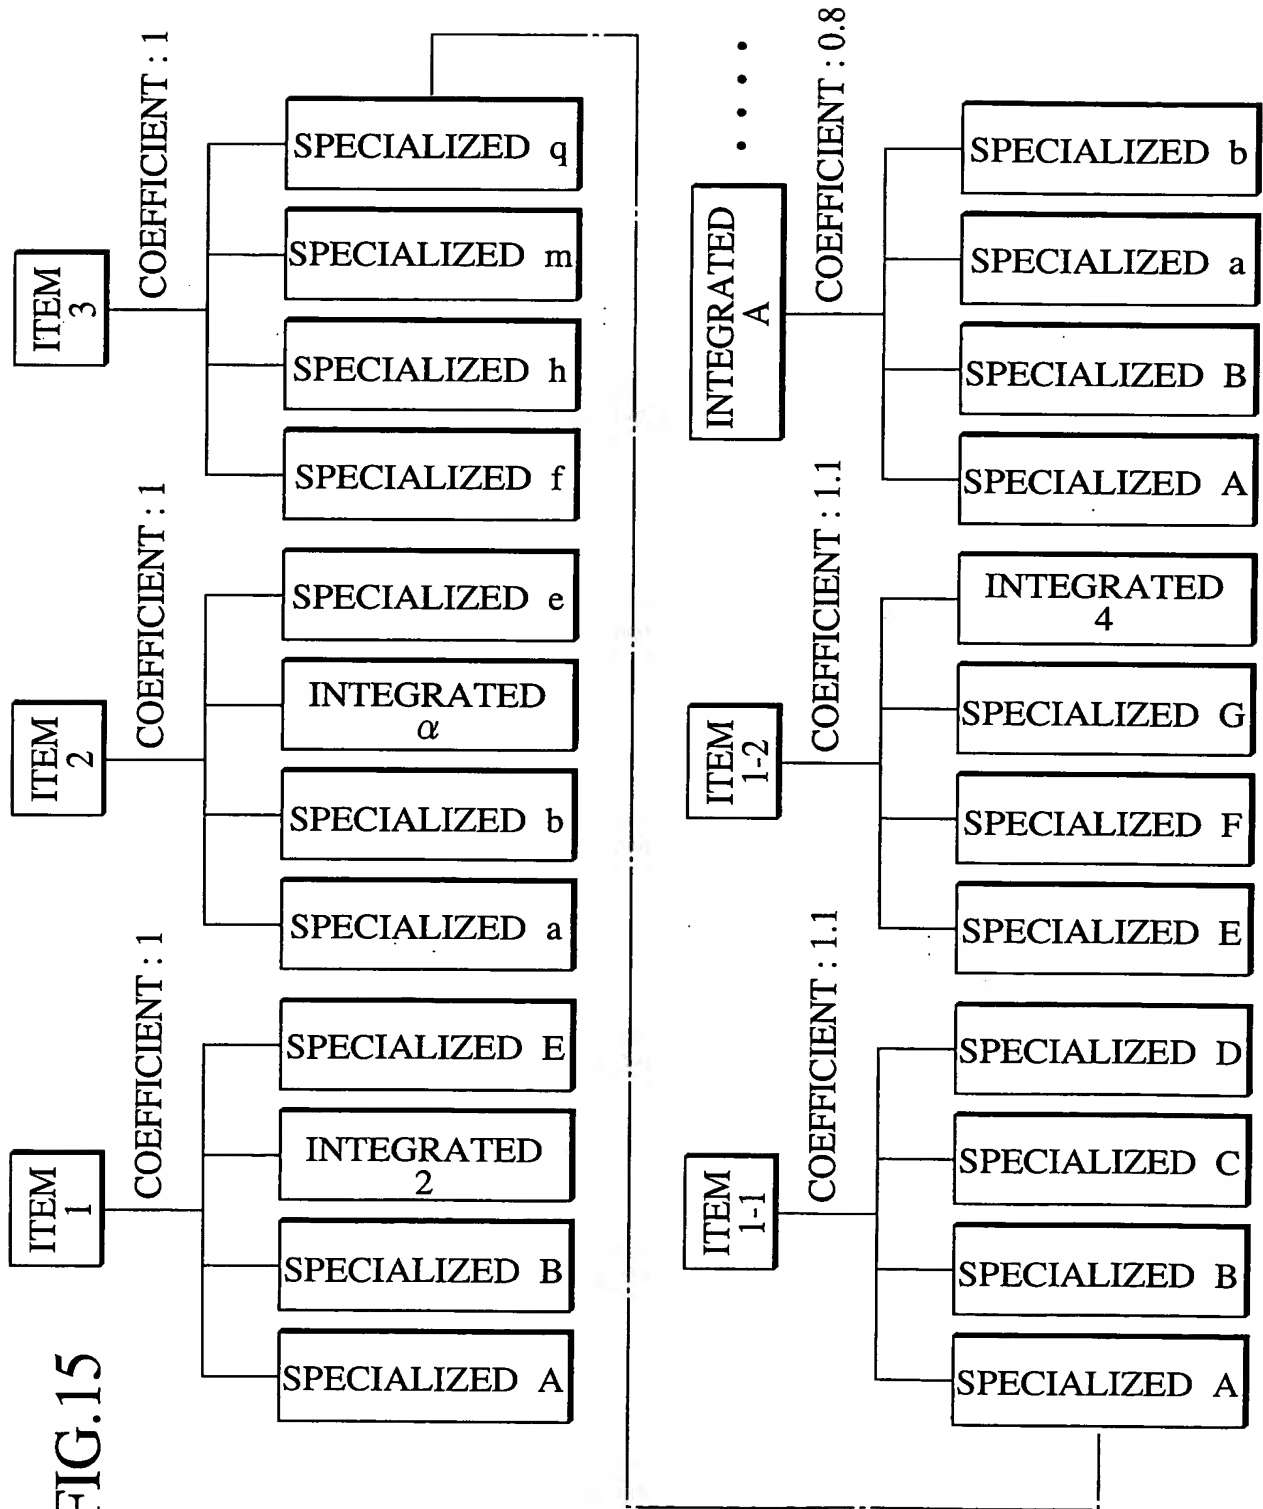 FIG.15
ITEM
1
COEFFICIENT : 1
SPECIALIZED A
SPECIALIZED B
INTEGRATED
2
SPECIALIZED E
ITEM
2
COEFFICIENT : 1
SPECIALIZED a
SPECIALIZED b
INTEGRATED
α
SPECIALIZED e
ITEM
3
COEFFICIENT : 1
SPECIALIZED f
SPECIALIZED h
SPECIALIZED m
SPECIALIZED q
ITEM
1-1
COEFFICIENT : 1.1
SPECIALIZED A
SPECIALIZED B
SPECIALIZED C
SPECIALIZED D
ITEM
1-2
COEFFICIENT : 1.1
SPECIALIZED E
SPECIALIZED F
SPECIALIZED G
INTEGRATED
4
INTEGRATED
A
COEFFICIENT : 0.8
SPECIALIZED A
SPECIALIZED B
SPECIALIZED a
SPECIALIZED b